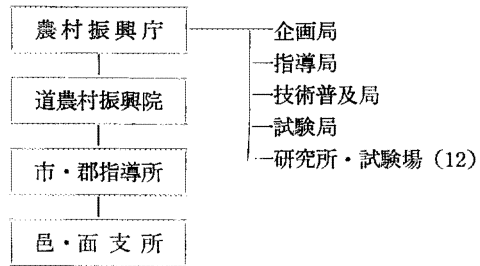 農村振興庁
企画局
指導局
道農村振興院
技術普及局
試験局
市・郡指導所
研究所・試験場 (12)
邑・面支所